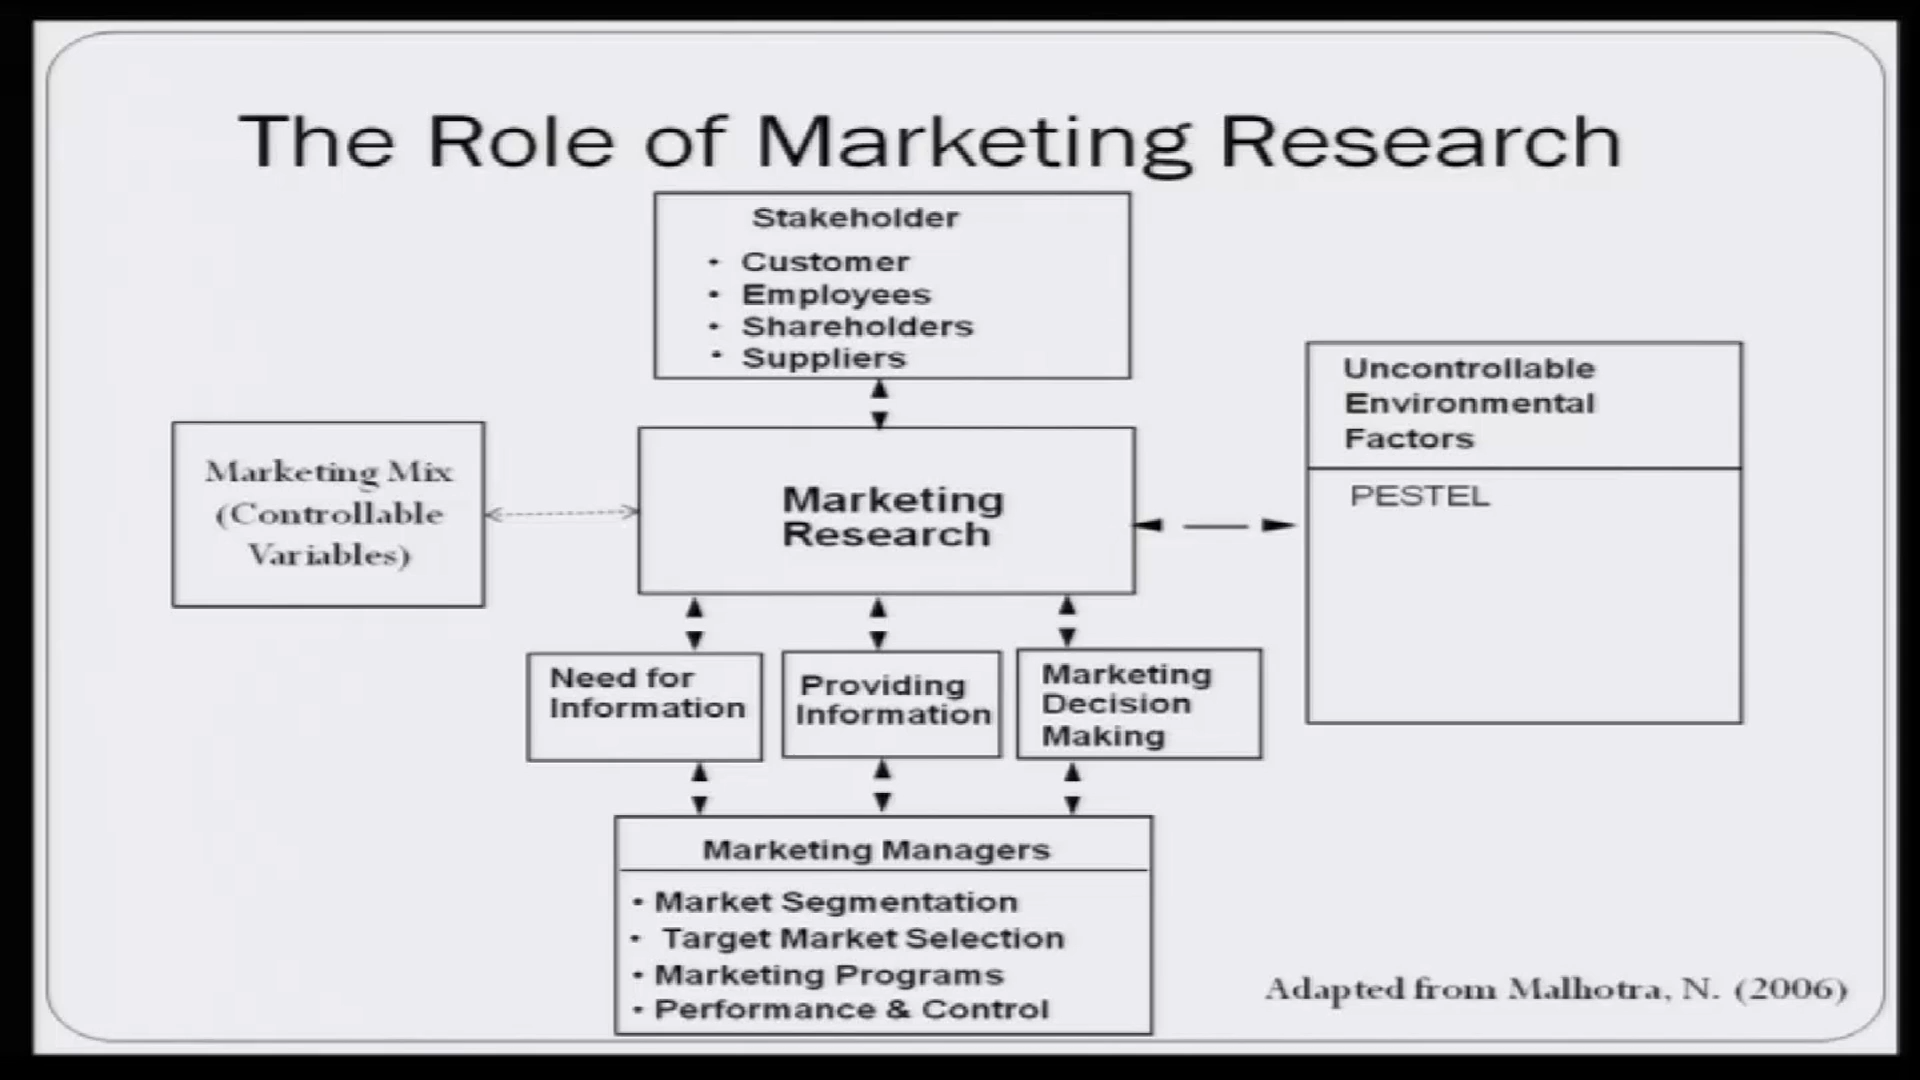 The Role of Marketing Research
Stakeholder
• Customer
• Employees
• Shareholders
• Suppliers
Uncontrollable
Environmental
Factors
PESTEL
Marketing Mix
(Controllable
Variables)
Marketing
Research
Need for
Information
Providing
Information
Marketing
Decision
Making
Marketing Managers
• Market Segmentation
• Target Market Selection
• Marketing Programs
• Performance & Control
Adapted from Malhotra, N. (2006)